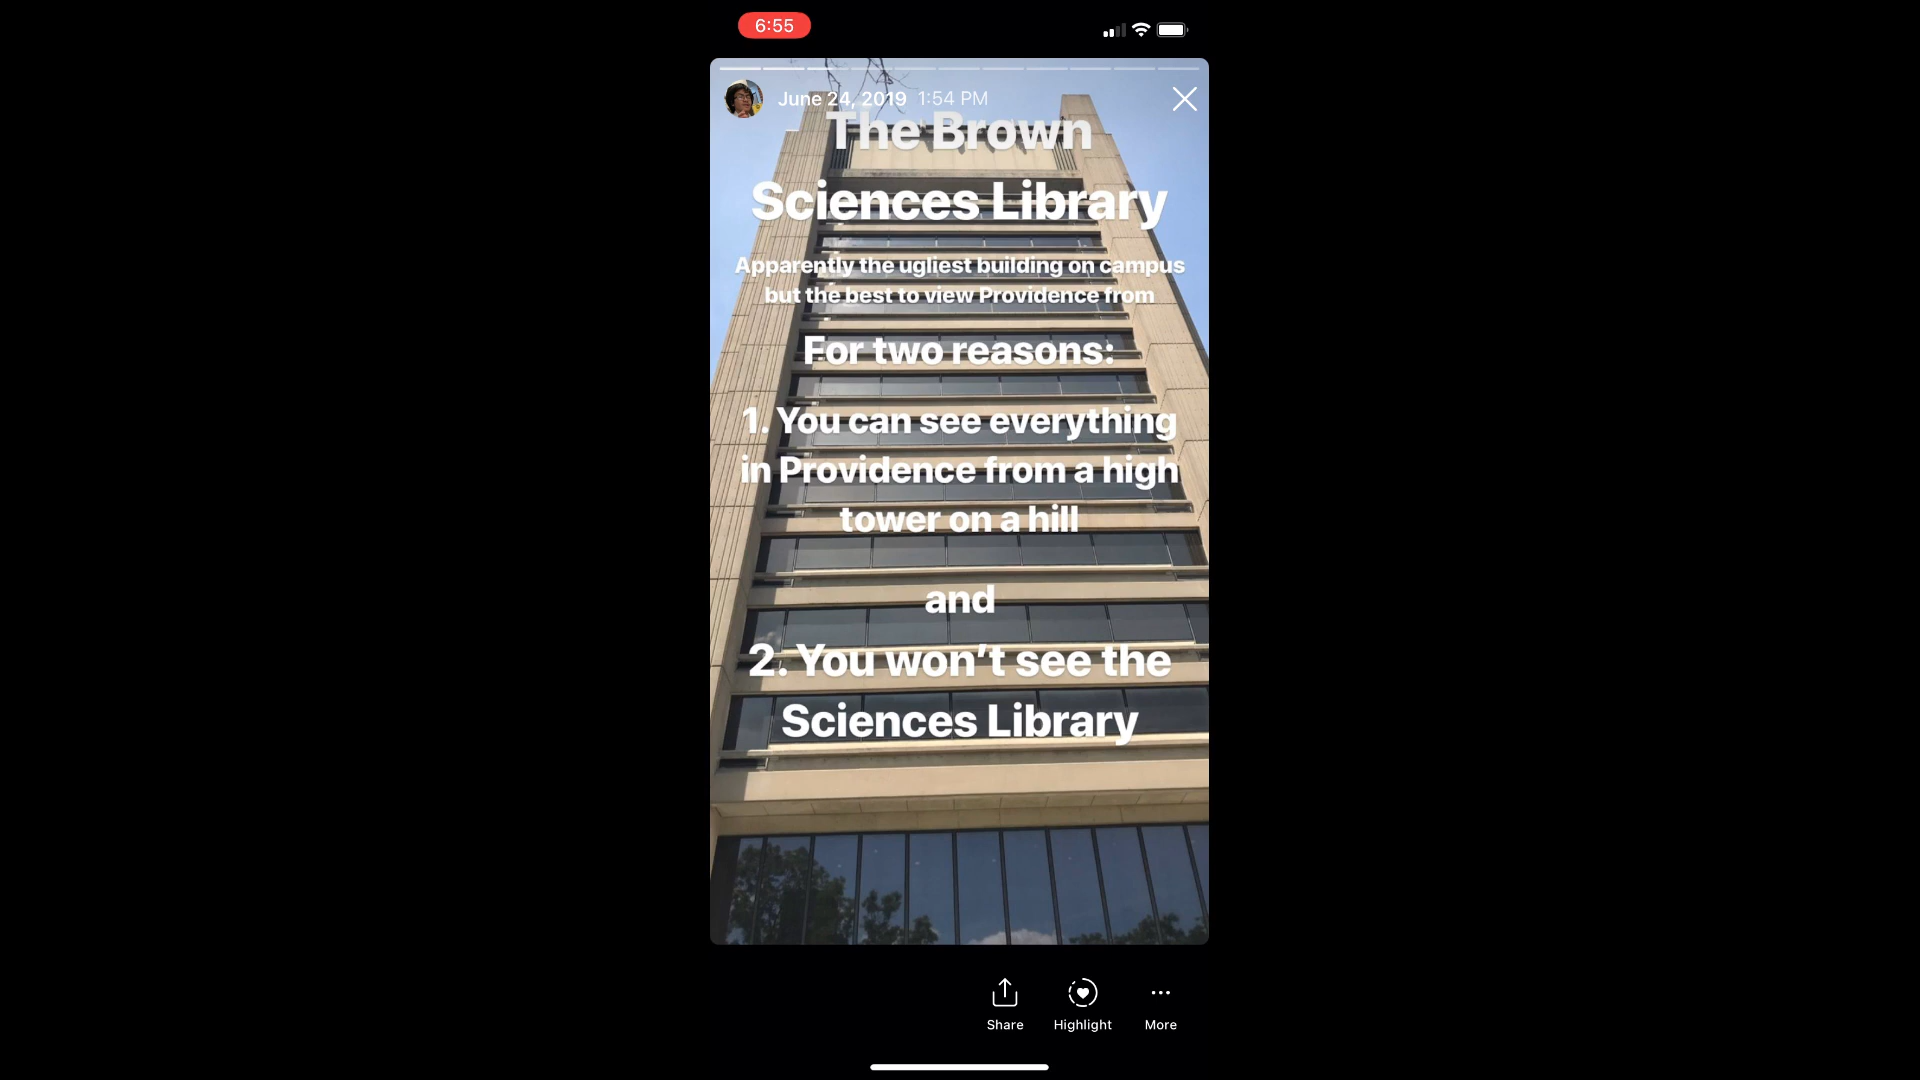 6:55
June 24, 2019 1:54 PM
The Brown
Sciences Library
Apparently the ugliest building on campus
but the best to view Providence from
For two reasons:
1. You can see everything
in Providence from a high
tower on a hill
and
2. You won't see the
Sciences Library
Share Highlight More